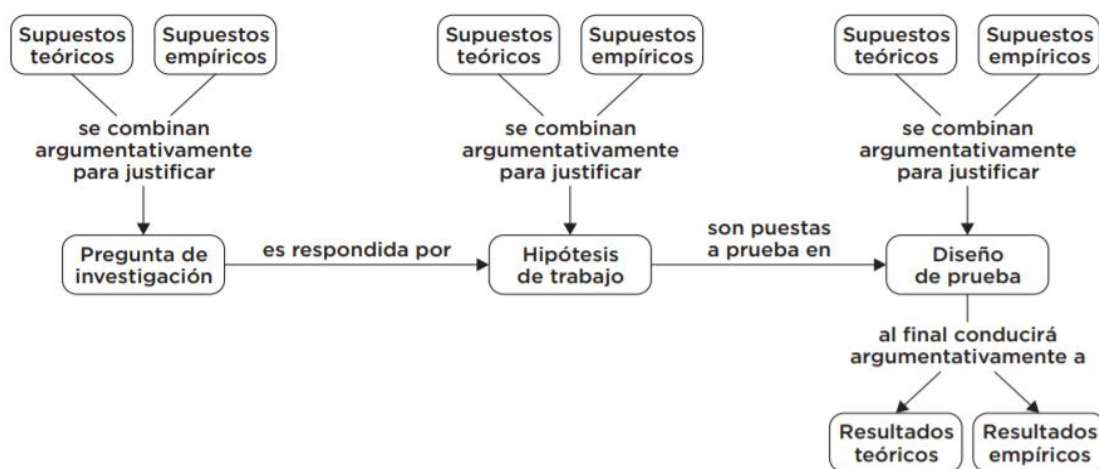 Supuestos
teóricos
Supuestos
empíricos
Supuestos
teóricos
Supuestos
empíricos
Supuestos
teóricos
Supuestos
empíricos
se combinan
argumentativamente
para justificar
se combinan
argumentativamente
para justificar
se combinan
argumentativamente
para justificar
Pregunta de
investigación
es respondida por
Hipótesis
de trabajo
son puestas
a prueba en
Diseño
de prueba
al final conducirá
argumentativamente a
Resultados
teóricos
Resultados
empíricos